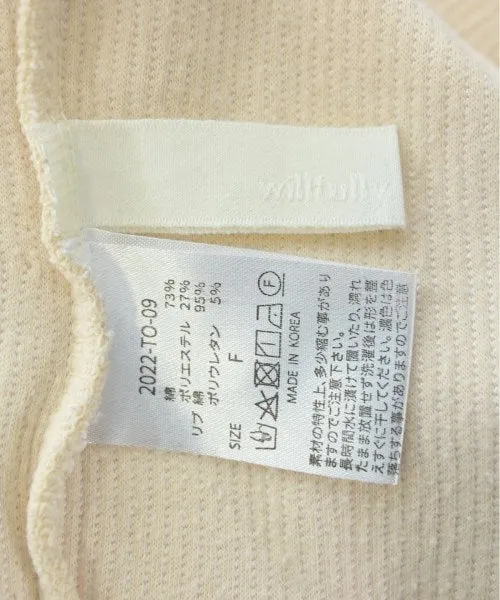 2022-TO-09
綿 73%
ポリエステル 27%
リブ 綿 95%
ポリウレタン 5%
SIZE F
F
MADE IN KOREA
素材の特性上、多少縮む事があり
ますのでご注意下さい。
長時間水に漬けて置いたり、濡れ
たまま放置せず洗濯後は形を整
えすぐに干してください。濃色は色
落ちする事がありますのでご注意